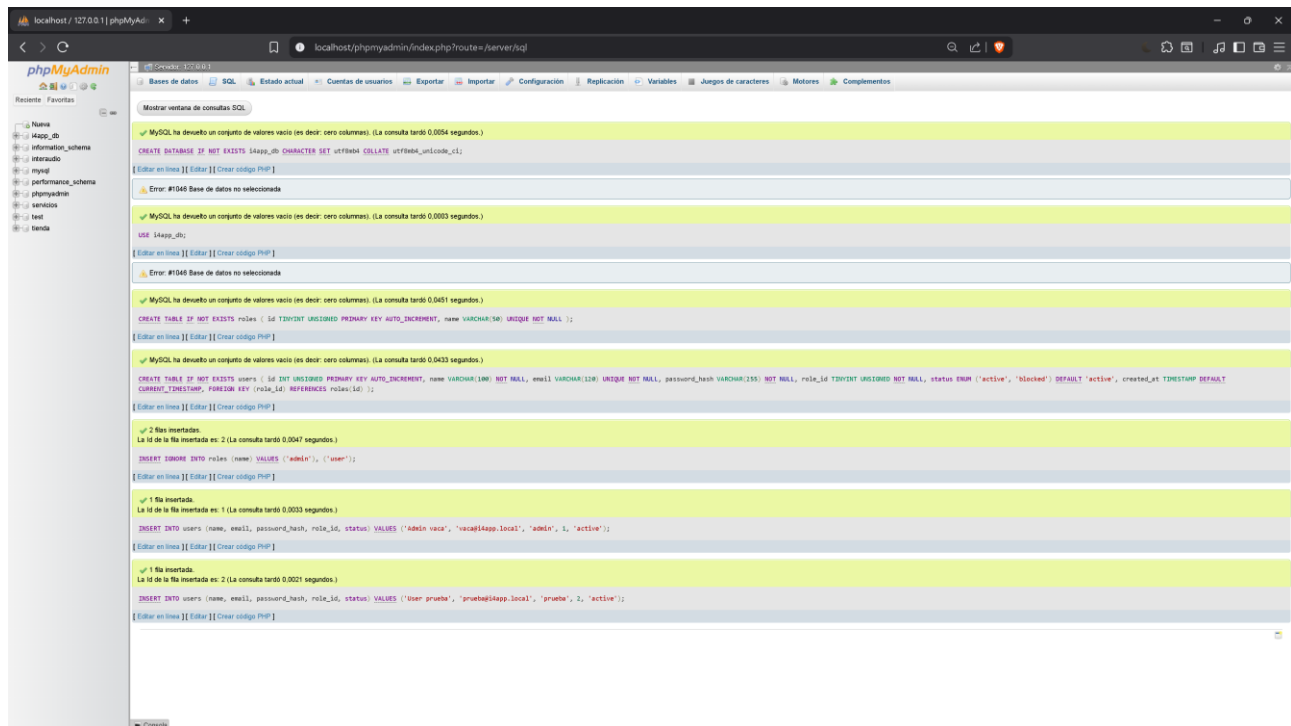 localhost / 127.0.0.1 | phpMyAd
localhost/phpmyadmin/index.php?route=/server/sql
phpMyAdmin
Reciente Favoritas
Nueva
i4app_db
information_schema
interaudio
mysql
performance_schema
phpmyadmin
servicios
test
tienda
Servidor: 127.0.0.1
Bases de datos SQL Estado actual Cuentas de usuarios Exportar Importar Configuración Replicación Variables Juegos de caracteres Motores Complementos
Mostrar ventana de consultas SQL
MySQL ha devuelto un conjunto de valores vacío (es decir: cero columnas). (La consulta tardó 0,0054 segundos.)
CREATE DATABASE IF NOT EXISTS i4app_db CHARACTER SET utf8mb4 COLLATE utf8mb4_unicode_ci;
[ Editar en línea ] [ Editar ] [ Crear código PHP ]
Error: #1046 Base de datos no seleccionada
MySQL ha devuelto un conjunto de valores vacío (es decir: cero columnas). (La consulta tardó 0,0003 segundos.)
USE i4app_db;
[ Editar en línea ] [ Editar ] [ Crear código PHP ]
Error: #1046 Base de datos no seleccionada
MySQL ha devuelto un conjunto de valores vacío (es decir: cero columnas). (La consulta tardó 0,0451 segundos.)
CREATE TABLE IF NOT EXISTS roles ( id TINYINT UNSIGNED PRIMARY KEY AUTO_INCREMENT, name VARCHAR(50) UNIQUE NOT NULL );
[ Editar en línea ] [ Editar ] [ Crear código PHP ]
MySQL ha devuelto un conjunto de valores vacío (es decir: cero columnas). (La consulta tardó 0,0433 segundos.)
CREATE TABLE IF NOT EXISTS users ( id INT UNSIGNED PRIMARY KEY AUTO_INCREMENT, name VARCHAR(100) NOT NULL, email VARCHAR(120) UNIQUE NOT NULL, password_hash VARCHAR(255) NOT NULL, role_id TINYINT UNSIGNED NOT NULL, status ENUM ('active', 'blocked') DEFAULT 'active', created_at TIMESTAMP DEFAULT
CURRENT_TIMESTAMP, FOREIGN KEY (role_id) REFERENCES roles(id) );
[ Editar en línea ] [ Editar ] [ Crear código PHP ]
2 filas insertadas.
La Id de la fila insertada es: 2 (La consulta tardó 0,0047 segundos.)
INSERT IGNORE INTO roles (name) VALUES ('admin'), ('user');
[ Editar en línea ] [ Editar ] [ Crear código PHP ]
1 fila insertada.
La Id de la fila insertada es: 1 (La consulta tardó 0,0033 segundos.)
INSERT INTO users (name, email, password_hash, role_id, status) VALUES ('Admin vaca', 'vaca@i4app.local', 'admin', 1, 'active');
[ Editar en línea ] [ Editar ] [ Crear código PHP ]
1 fila insertada.
La Id de la fila insertada es: 2 (La consulta tardó 0,0021 segundos.)
INSERT INTO users (name, email, password_hash, role_id, status) VALUES ('User prueba', 'prueba@i4app.local', 'prueba', 2, 'active');
[ Editar en línea ] [ Editar ] [ Crear código PHP ]
Consola